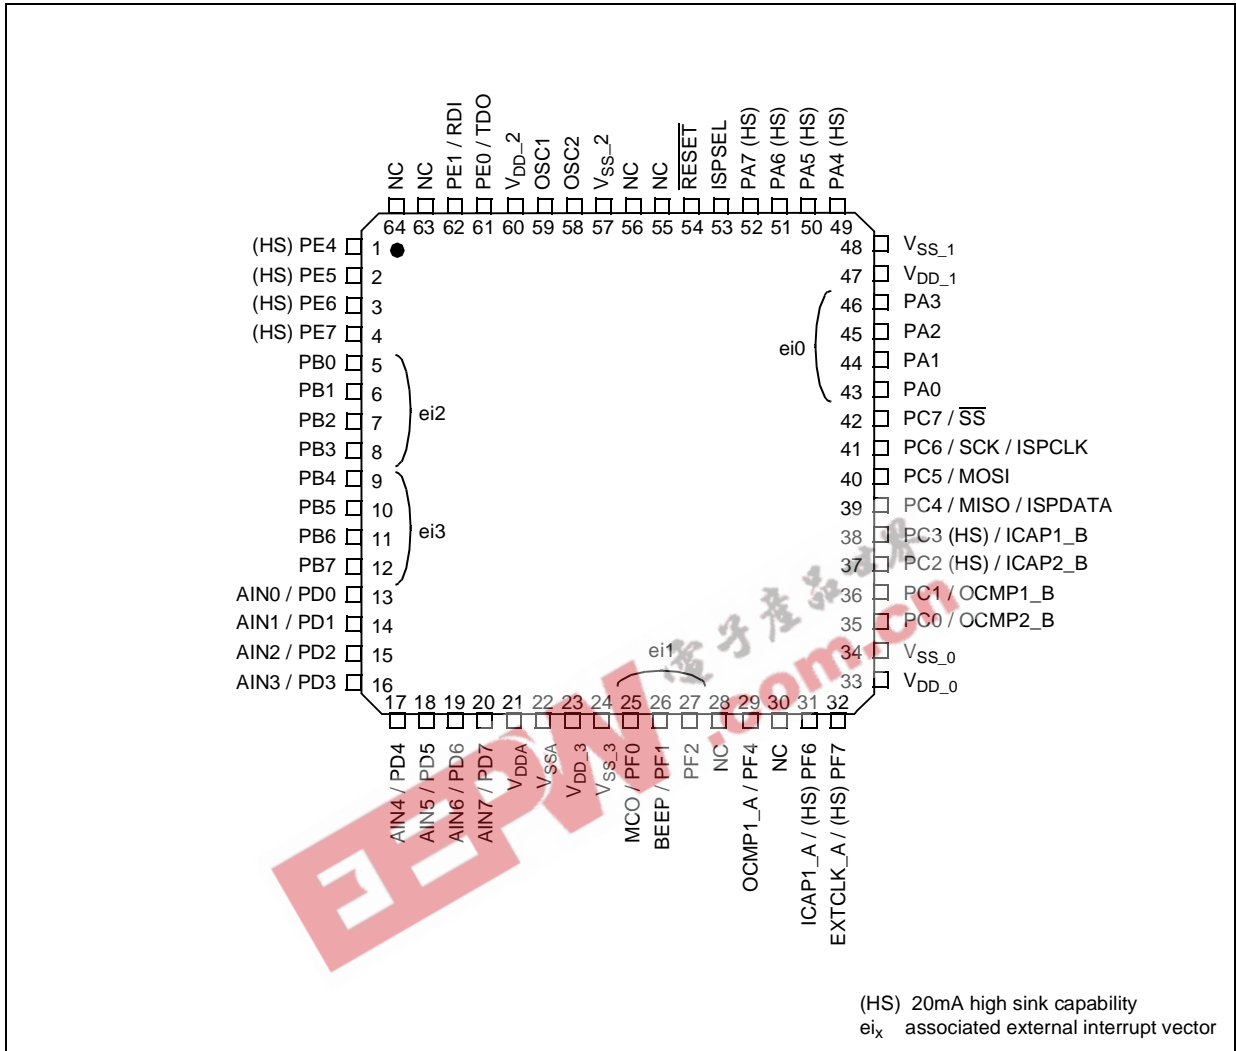 NC
NC
PE1 / RDI
PE0 / TDO
VDD_2
OSC1
OSC2
VSS_2
NC
NC
RESET
ISPSEL
PA7 (HS)
PA6 (HS)
PA5 (HS)
PA4 (HS)
64 63 62 61 60 59 58 57 56 55 54 53 52 51 50 49
(HS) PE4 1
(HS) PE5 2
(HS) PE6 3
(HS) PE7 4
PB0 5
PB1 6
PB2 7
PB3 8
ei2
PB4 9
PB5 10
PB6 11
PB7 12
ei3
AIN0 / PD0 13
AIN1 / PD1 14
AIN2 / PD2 15
AIN3 / PD3 16
48 VSS_1
47 VDD_1
46 PA3
45 PA2
44 PA1
43 PA0
ei0
42 PC7 / SS
41 PC6 / SCK / ISPCLK
40 PC5 / MOSI
39 PC4 / MISO / ISPDATA
38 PC3 (HS) / ICAP1_B
37 PC2 (HS) / ICAP2_B
36 PC1 / OCMP1_B
35 PC0 / OCMP2_B
34 VSS_0
33 VDD_0
ei1
17 18 19 20 21 22 23 24 25 26 27 28 29 30 31 32
AIN4 / PD4
AIN5 / PD5
AIN6 / PD6
AIN7 / PD7
VDDA
VSSA
VDD_3
VSS_3
MCO / PF0
BEEP / PF1
PF2
NC
OCMP1_A / PF4
NC
ICAP1_A / (HS) PF6
EXTCLK_A / (HS) PF7
EEPW
.com.cn
電子產品世界
(HS) 20mA high sink capability
eix associated external interrupt vector